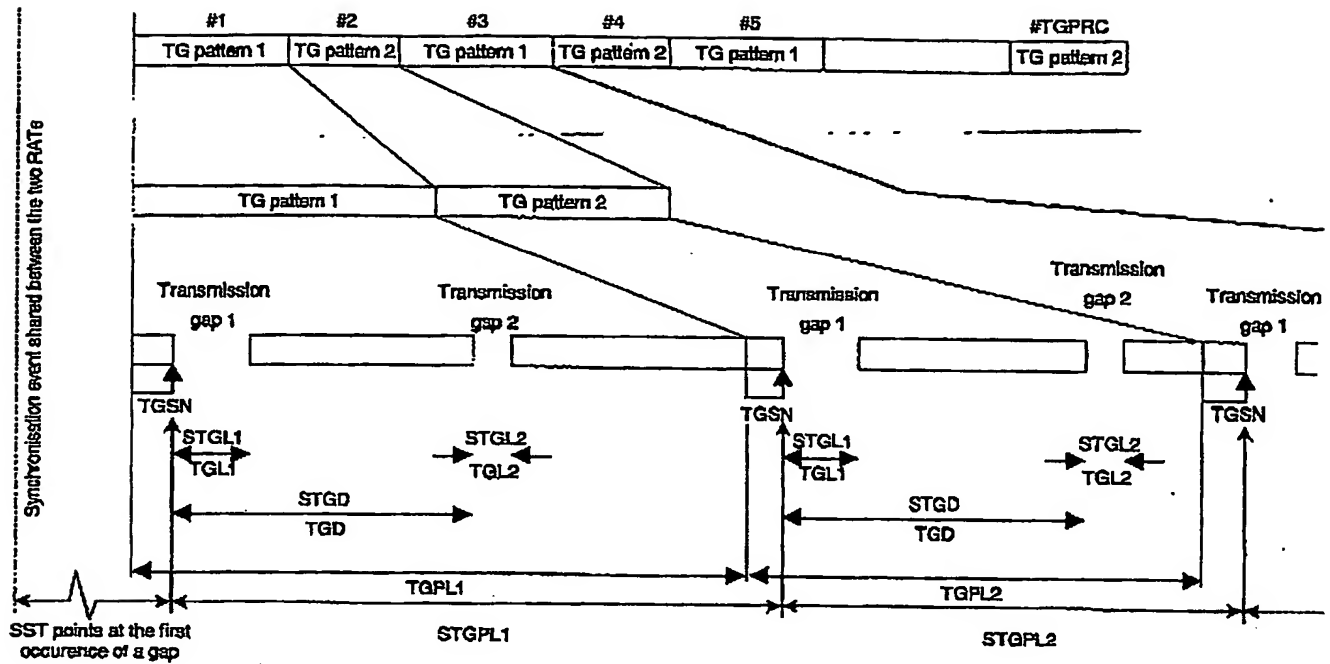 #1 #2 #3 #4 #5 #TGPRC
TG pattern 1 TG pattern 2 TG pattern 1 TG pattern 2 TG pattern 1 TG pattern 2
Synchronisation event shared between the two RATs
TG pattern 1 TG pattern 2
Transmission gap 1
Transmission gap 2
Transmission gap 1
Transmission gap 2
Transmission gap 1
TGSN TGSN TGSN
STGL1 STGL2 STGL1 STGL2
TGL1 TGL2 TGL1 TGL2
STGD STGD
TGD TGD
TGPL1 TGPL2
STGPL1 STGPL2
SST points at the first
occurence of a gap